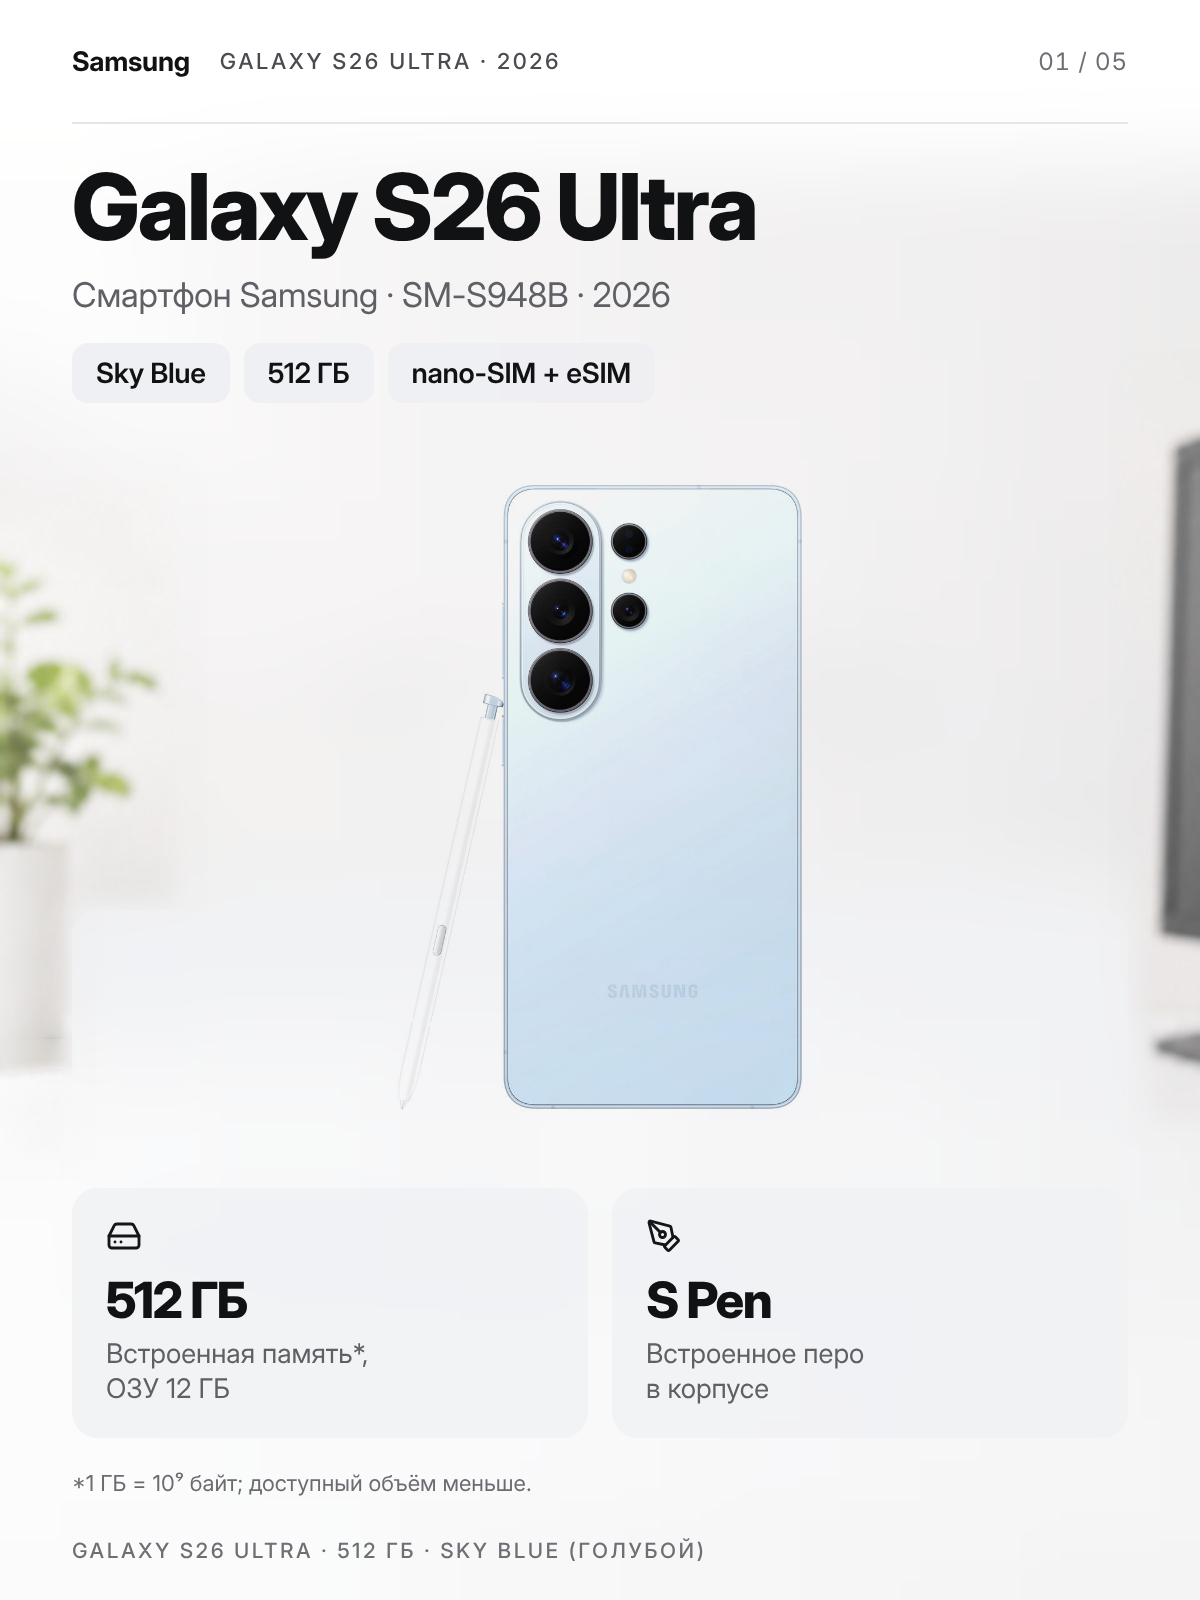 Samsung GALAXY S26 ULTRA · 2026 01 / 05
Galaxy S26 Ultra
Смартфон Samsung · SM-S948B · 2026
Sky Blue 512 ГБ nano-SIM + eSIM
SAMSUNG
512 ГБ
Встроенная память*,
ОЗУ 12 ГБ
S Pen
Встроенное перо
в корпусе
*1 ГБ = 10⁹ байт; доступный объём меньше.
GALAXY S26 ULTRA · 512 ГБ · SKY BLUE (ГОЛУБОЙ)